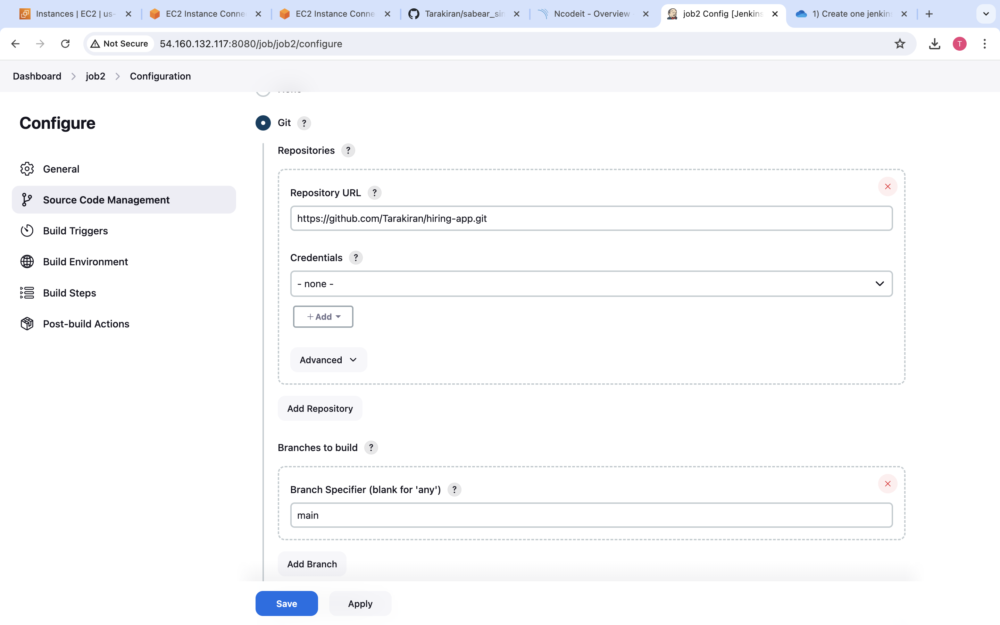 Instances | EC2 | us-
EC2 Instance Conne
EC2 Instance Conne
Tarakiran/sabear_sin
Ncodeit - Overview
job2 Config [Jenkins
1) Create one jenkins
Not Secure
54.160.132.117:8080/job/job2/configure
T
Dashboard
job2
Configuration
Configure
General
Source Code Management
Build Triggers
Build Environment
Build Steps
Post-build Actions
Git ?
Repositories ?
Repository URL ?
https://github.com/Tarakiran/hiring-app.git
Credentials ?
- none -
+ Add
Advanced
Add Repository
Branches to build ?
Branch Specifier (blank for 'any') ?
main
Add Branch
Save
Apply